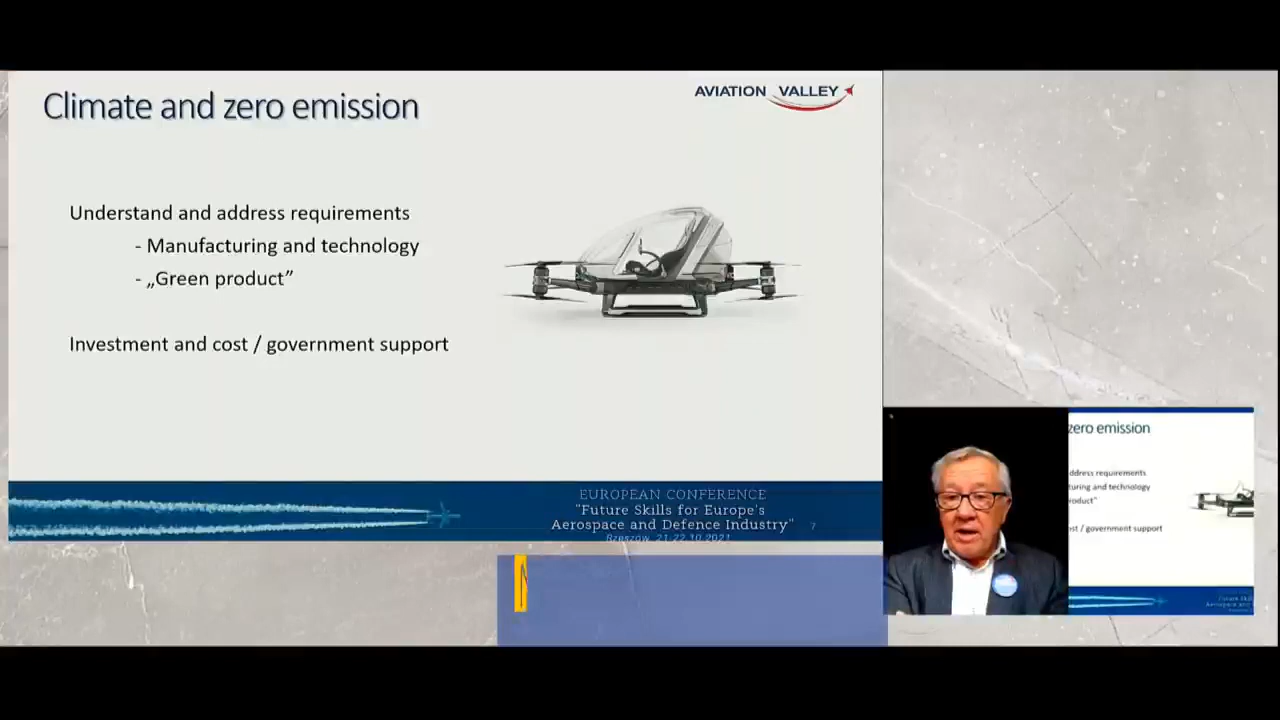 Climate and zero emission
AVIATION VALLEY
Understand and address requirements
- Manufacturing and technology
- „Green product”
Investment and cost / government support
EUROPEAN CONFERENCE
"Future Skills for Europe's
Aerospace and Defence Industry"
7
Rzeszów, 21-22.10.2021
zero emission
ddress requirements
turing and technology
roduct”
ost / government support